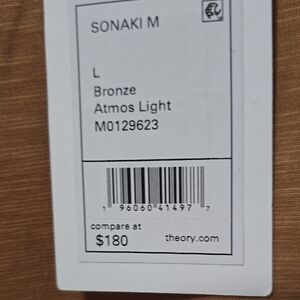 SONAKI M
L
Bronze
Atmos Light
M0129623
1 96060 41497 7
compare at
$180 theory.com